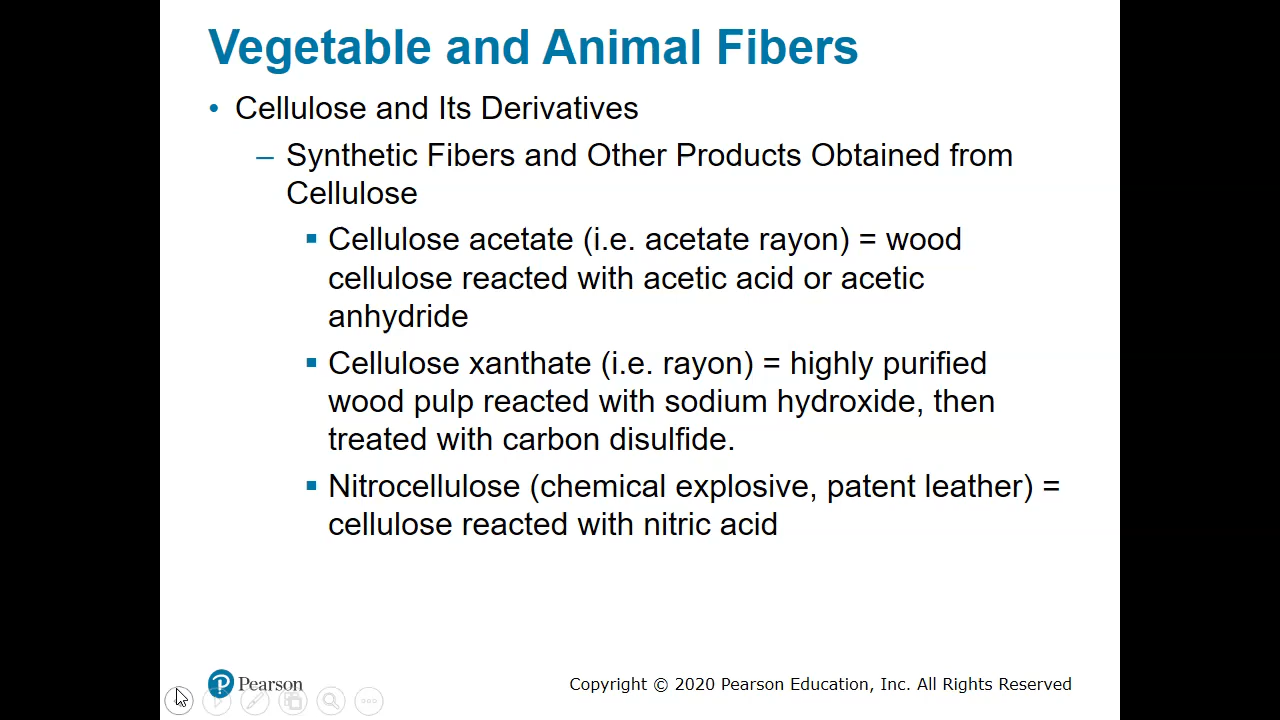 Vegetable and Animal Fibers
• Cellulose and Its Derivatives
– Synthetic Fibers and Other Products Obtained from
Cellulose
▪ Cellulose acetate (i.e. acetate rayon) = wood
cellulose reacted with acetic acid or acetic
anhydride
▪ Cellulose xanthate (i.e. rayon) = highly purified
wood pulp reacted with sodium hydroxide, then
treated with carbon disulfide.
▪ Nitrocellulose (chemical explosive, patent leather) =
cellulose reacted with nitric acid
Pearson
Copyright © 2020 Pearson Education, Inc. All Rights Reserved